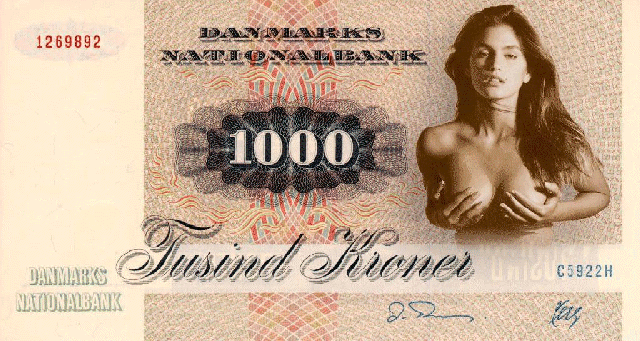 1269892
DANMARKS
NATIONALBANK
1000
Tusind Kroner
DANMARKS
NATIONALBANK
C5922H